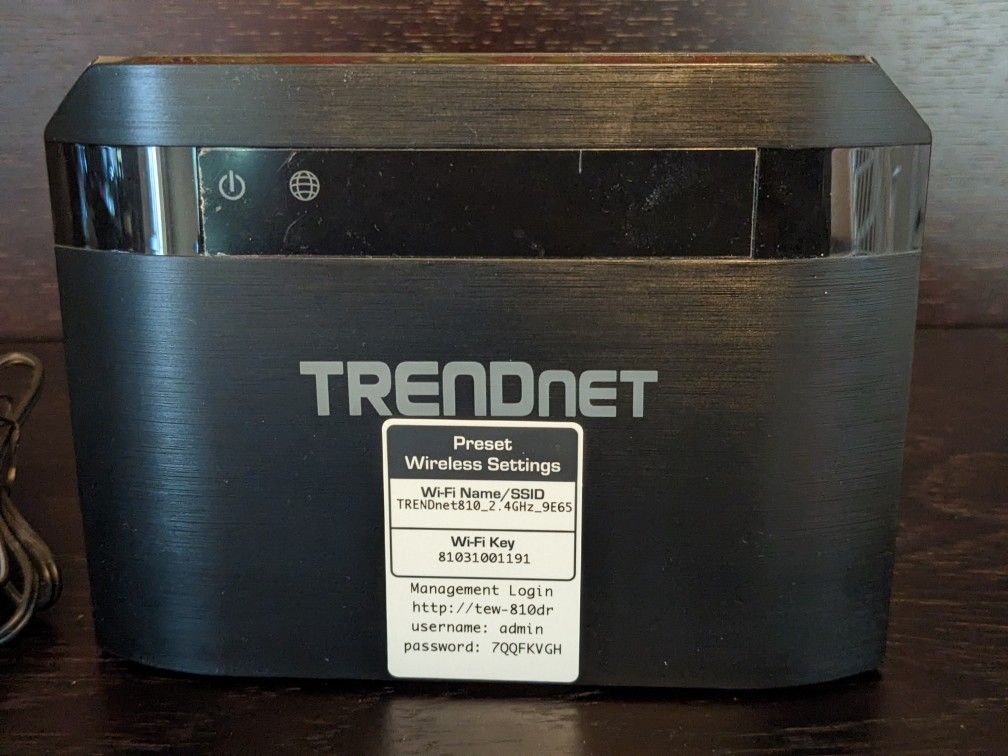 TRENDNET
Preset
Wireless Settings
Wi-Fi Name/SSID
TRENDnet810_2.4GHz_9E65
Wi-Fi Key
81031001191
Management Login
http://tew-810dr
username: admin
password: 7QQFKVGH